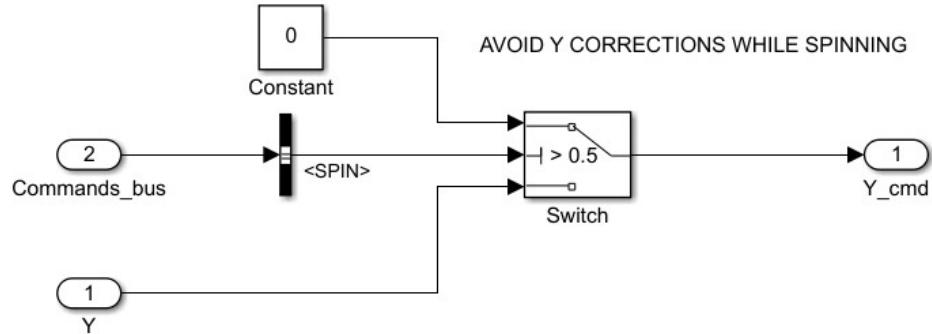 0
Constant
AVOID Y CORRECTIONS WHILE SPINNING
2
Commands_bus
<SPIN>
> 0.5
Switch
1
Y_cmd
1
Y